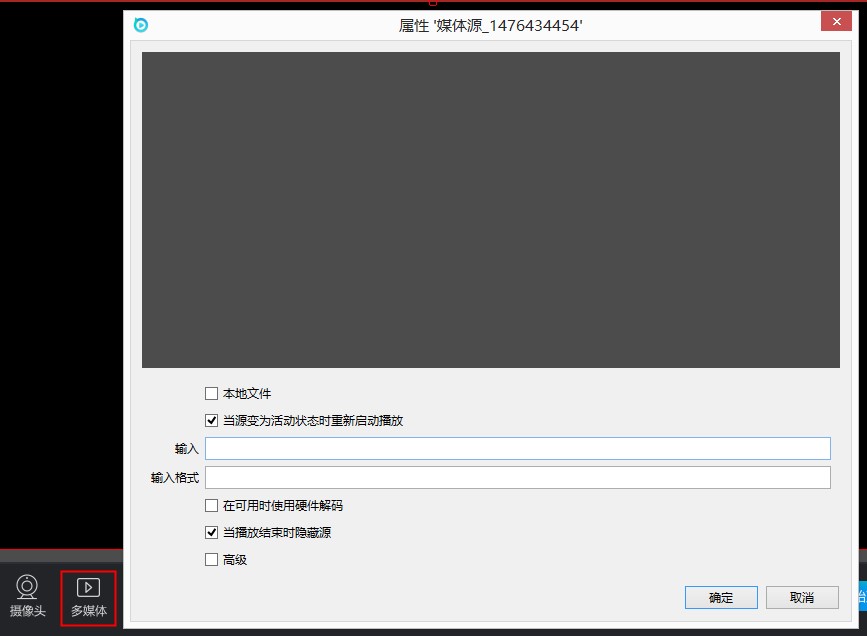 属性 '媒体源_1476434454'
本地文件
当源变为活动状态时重新启动播放
输入
输入格式
在可用时使用硬件解码
当播放结束时隐藏源
高级
确定
取消
摄像头
多媒体